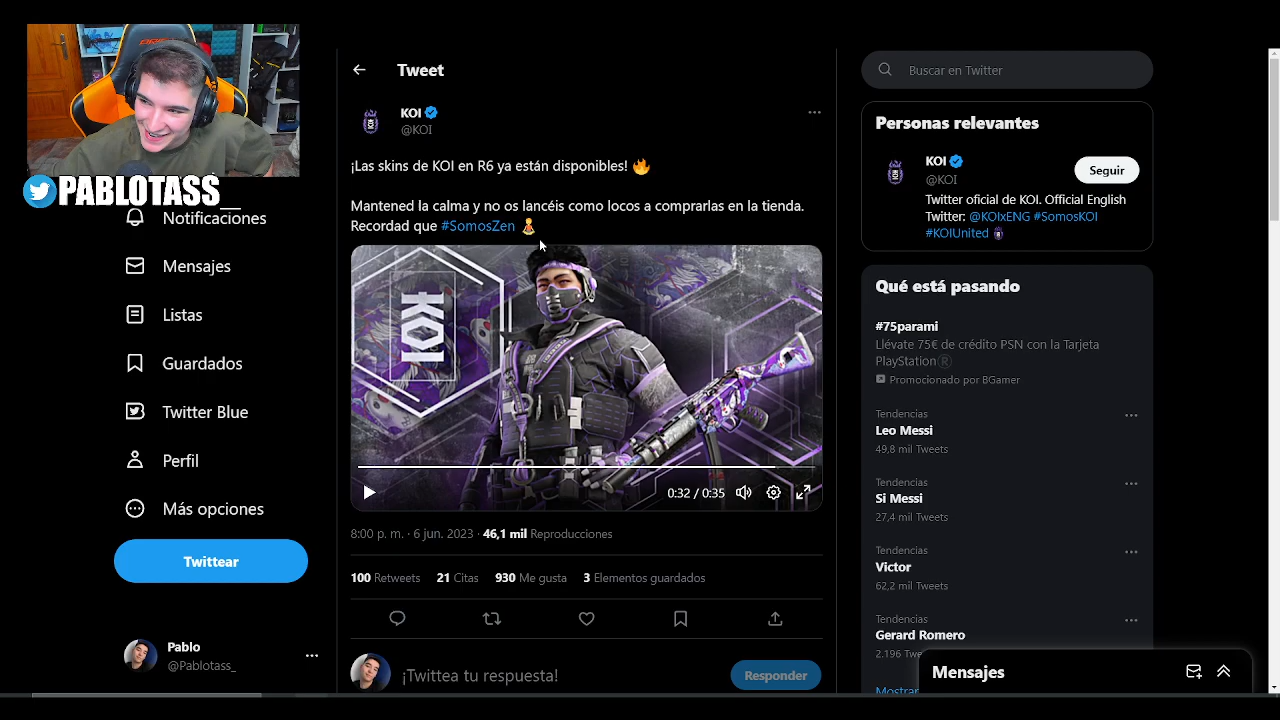 PABLOTASS_
Notificaciones
Mensajes
Listas
Guardados
Twitter Blue
Perfil
Más opciones
Twittear
Pablo
@Pablotass_
Tweet
KOI
@KOI
¡Las skins de KOI en R6 ya están disponibles! 🔥
Mantened la calma y no os lancéis como locos a comprarlas en la tienda.
Recordad que #SomosZen 🧘
KOI
0:32 / 0:35
8:00 p. m. · 6 jun. 2023 · 46,1 mil Reproducciones
100 Retweets 21 Citas 930 Me gusta 3 Elementos guardados
¡Twittea tu respuesta!
Responder
Buscar en Twitter
Personas relevantes
KOI
@KOI
Seguir
Twitter oficial de KOI. Official English
Twitter: @KOIxENG #SomosKOI
#KOIUnited
Qué está pasando
#75parami
Llévate 75€ de crédito PSN con la Tarjeta
PlayStation®
Promocionado por BGamer
Tendencias
Leo Messi
49,8 mil Tweets
Tendencias
Si Messi
27,4 mil Tweets
Tendencias
Victor
62,2 mil Tweets
Tendencias
Gerard Romero
2.196 Twe
Mostrar
Mensajes